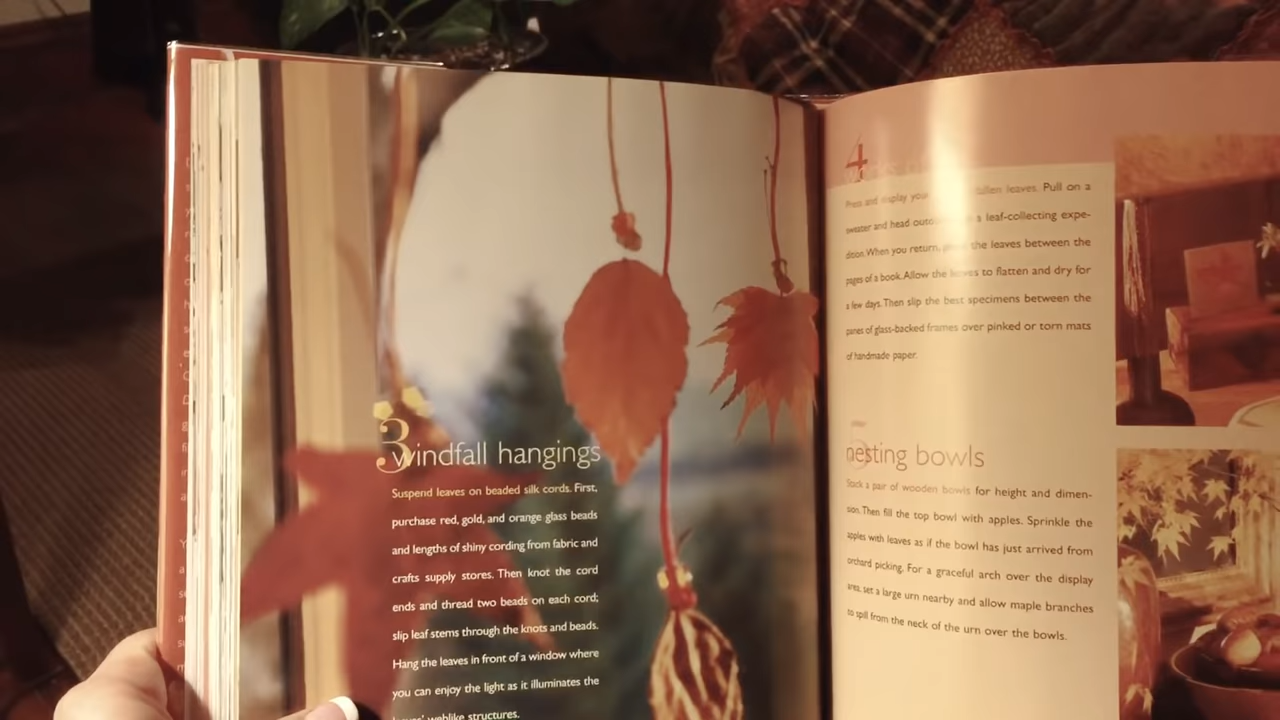 3
windfall hangings
Suspend leaves on beaded silk cords. First,
purchase red, gold, and orange glass beads
and lengths of shiny cording from fabric and
crafts supply stores. Then knot the cord
ends and thread two beads on each cord;
slip leaf stems through the knots and beads.
Hang the leaves in front of a window where
you can enjoy the light as it illuminates the
leaves' weblike structures.
4
Press and display your fallen leaves. Pull on a
sweater and head a leaf-collecting expe-
dition. When you return, the leaves between the
pages of a book. Allow the leaves to flatten and dry for
a few days. Then slip the best specimens between the
panes of glass-backed frames over pinked or torn mats
of handmade paper.
5
nesting bowls
Stack a pair of wooden bowls for height and dimen-
sion. Then fill the top bowl with apples. Sprinkle the
apples with leaves as if the bowl has just arrived from
orchard picking. For a graceful arch over the display
area, set a large urn nearby and allow maple branches
to spill from the neck of the urn over the bowls.